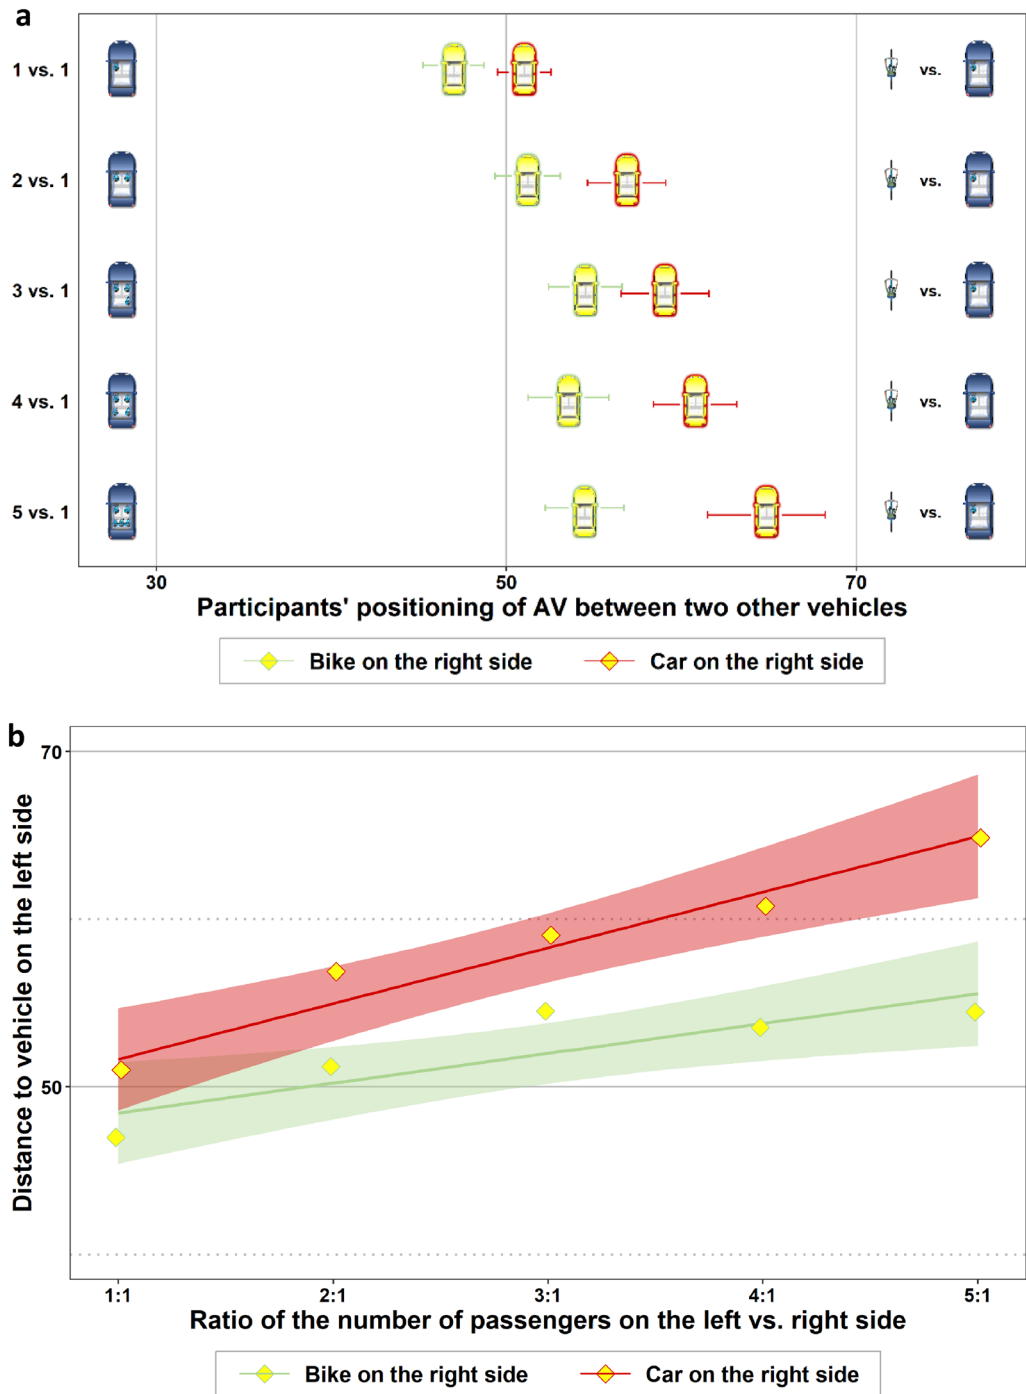 a
1 vs. 1 vs.
2 vs. 1 vs.
3 vs. 1 vs.
4 vs. 1 vs.
5 vs. 1 vs.
30 50 70
Participants' positioning of AV between two other vehicles
Bike on the right side Car on the right side
b
70
50
Distance to vehicle on the left side
1:1 2:1 3:1 4:1 5:1
Ratio of the number of passengers on the left vs. right side
Bike on the right side Car on the right side